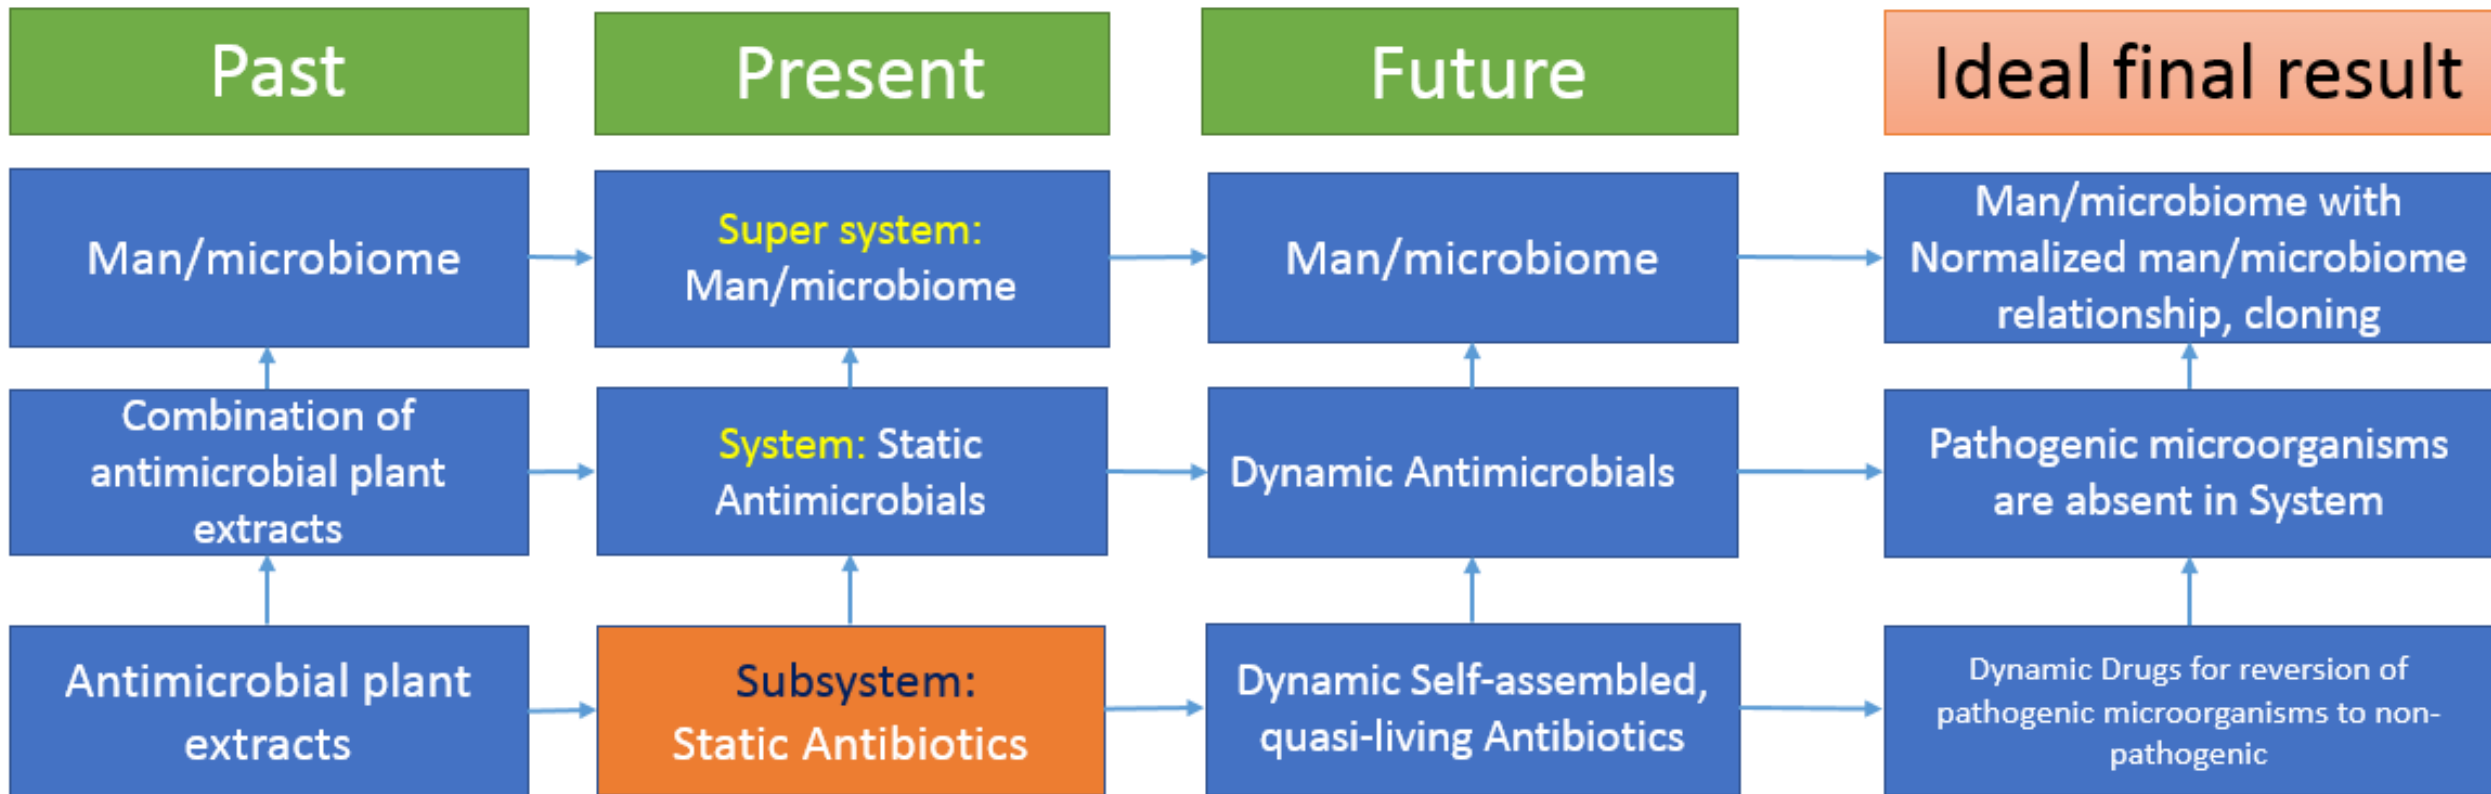 Past
Present
Future
Ideal final result
Man/microbiome
Super system:
Man/microbiome
Man/microbiome
Man/microbiome with
Normalized man/microbiome
relationship, cloning
Combination of
antimicrobial plant
extracts
System: Static
Antimicrobials
Dynamic Antimicrobials
Pathogenic microorganisms
are absent in System
Antimicrobial plant
extracts
Subsystem:
Static Antibiotics
Dynamic Self-assembled,
quasi-living Antibiotics
Dynamic Drugs for reversion of
pathogenic microorganisms to non-
pathogenic